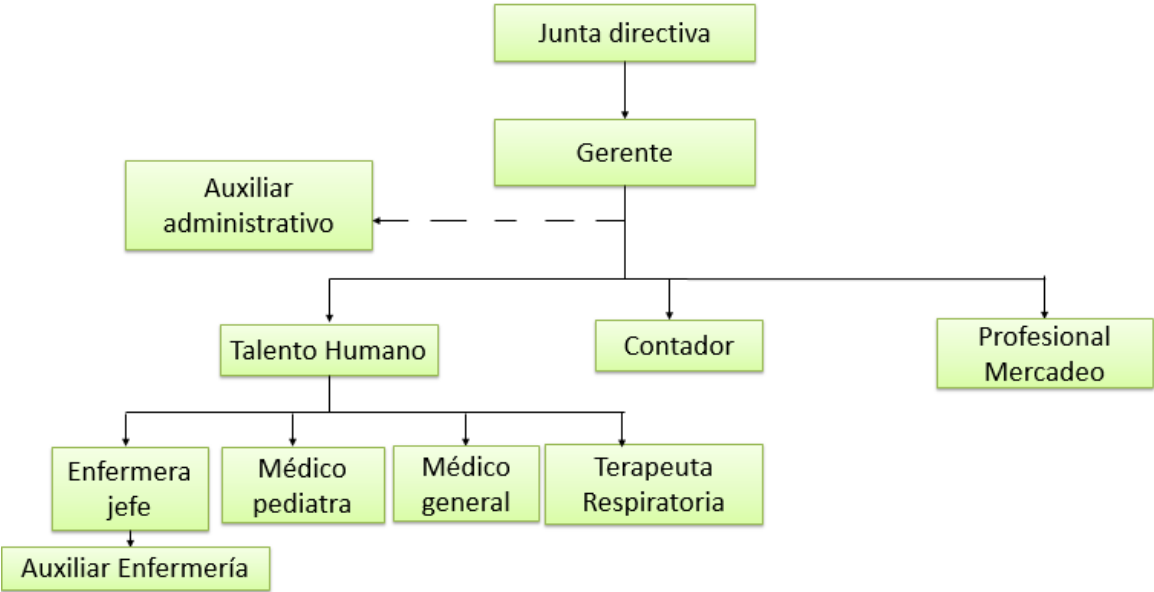 Junta directiva
Gerente
Auxiliar
administrativo
Talento Humano
Contador
Profesional
Mercadeo
Enfermera
jefe
Médico
pediatra
Médico
general
Terapeuta
Respiratoria
Auxiliar Enfermería